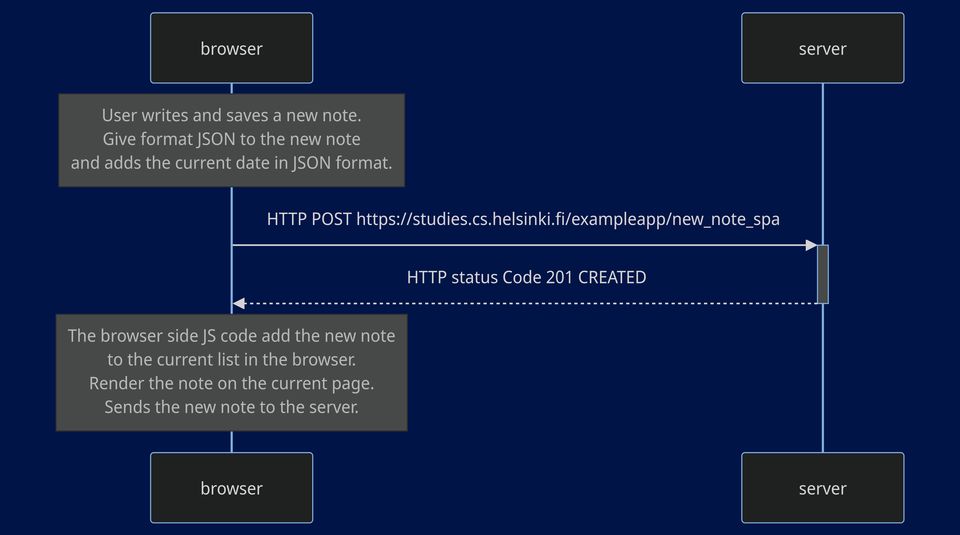 browser
server
User writes and saves a new note.
Give format JSON to the new note
and adds the current date in JSON format.
HTTP POST https://studies.cs.helsinki.fi/exampleapp/new_note_spa
HTTP status Code 201 CREATED
The browser side JS code add the new note
to the current list in the browser.
Render the note on the current page.
Sends the new note to the server.
browser
server